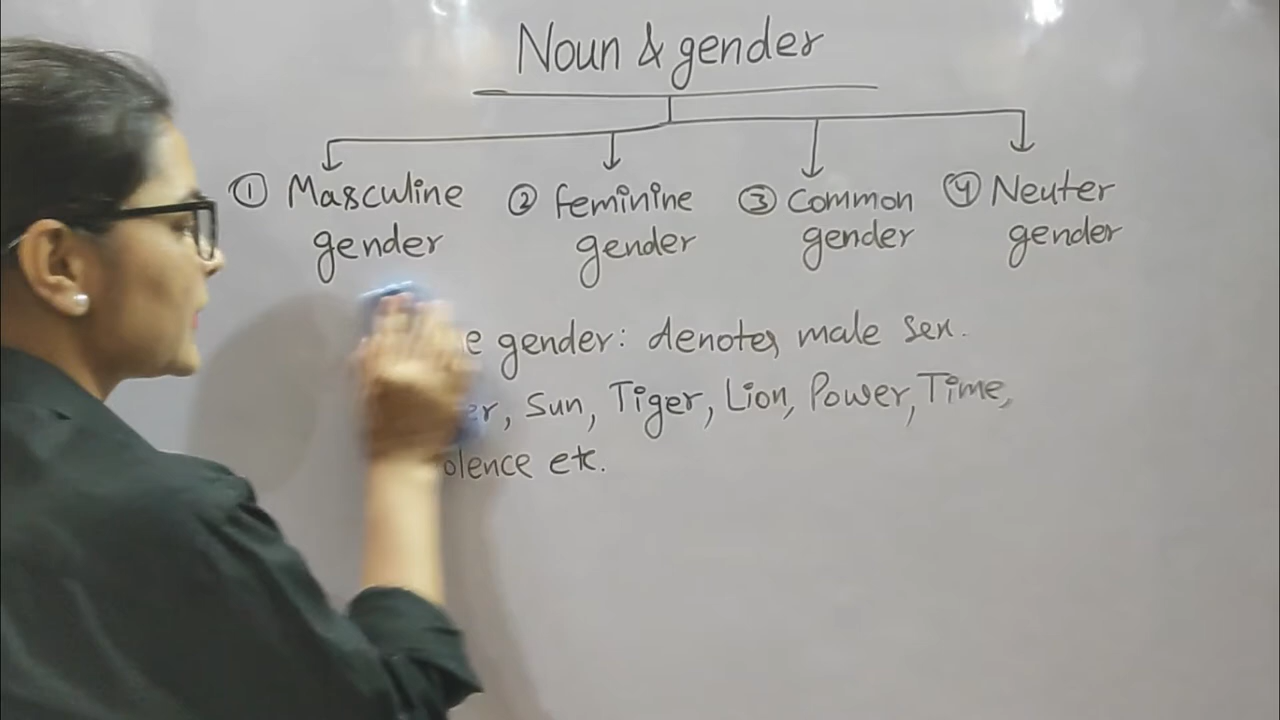 Noun & gender
① Masculine gender
② Feminine gender
③ Common gender
④ Neuter gender
gender: denotes male sex.
Sun, Tiger, Lion, Power, Time,
etc.